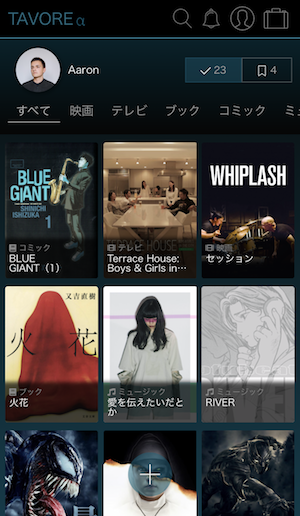 TAVORE α
Aaron
23
4
すべて
映画
テレビ
ブック
コミック
ミュ
BLUE
GIANT
SHINICHI
ISHIZUKA
1
コミック
BLUE
GIANT（1）
HOUSE
テレビ
Terrace House:
Boys & Girls in…
WHIPLASH
映画
セッション
又吉直樹
火花
ブック
火花
ミュージック
愛を伝えたいだと
か
ミュージック
RIVER